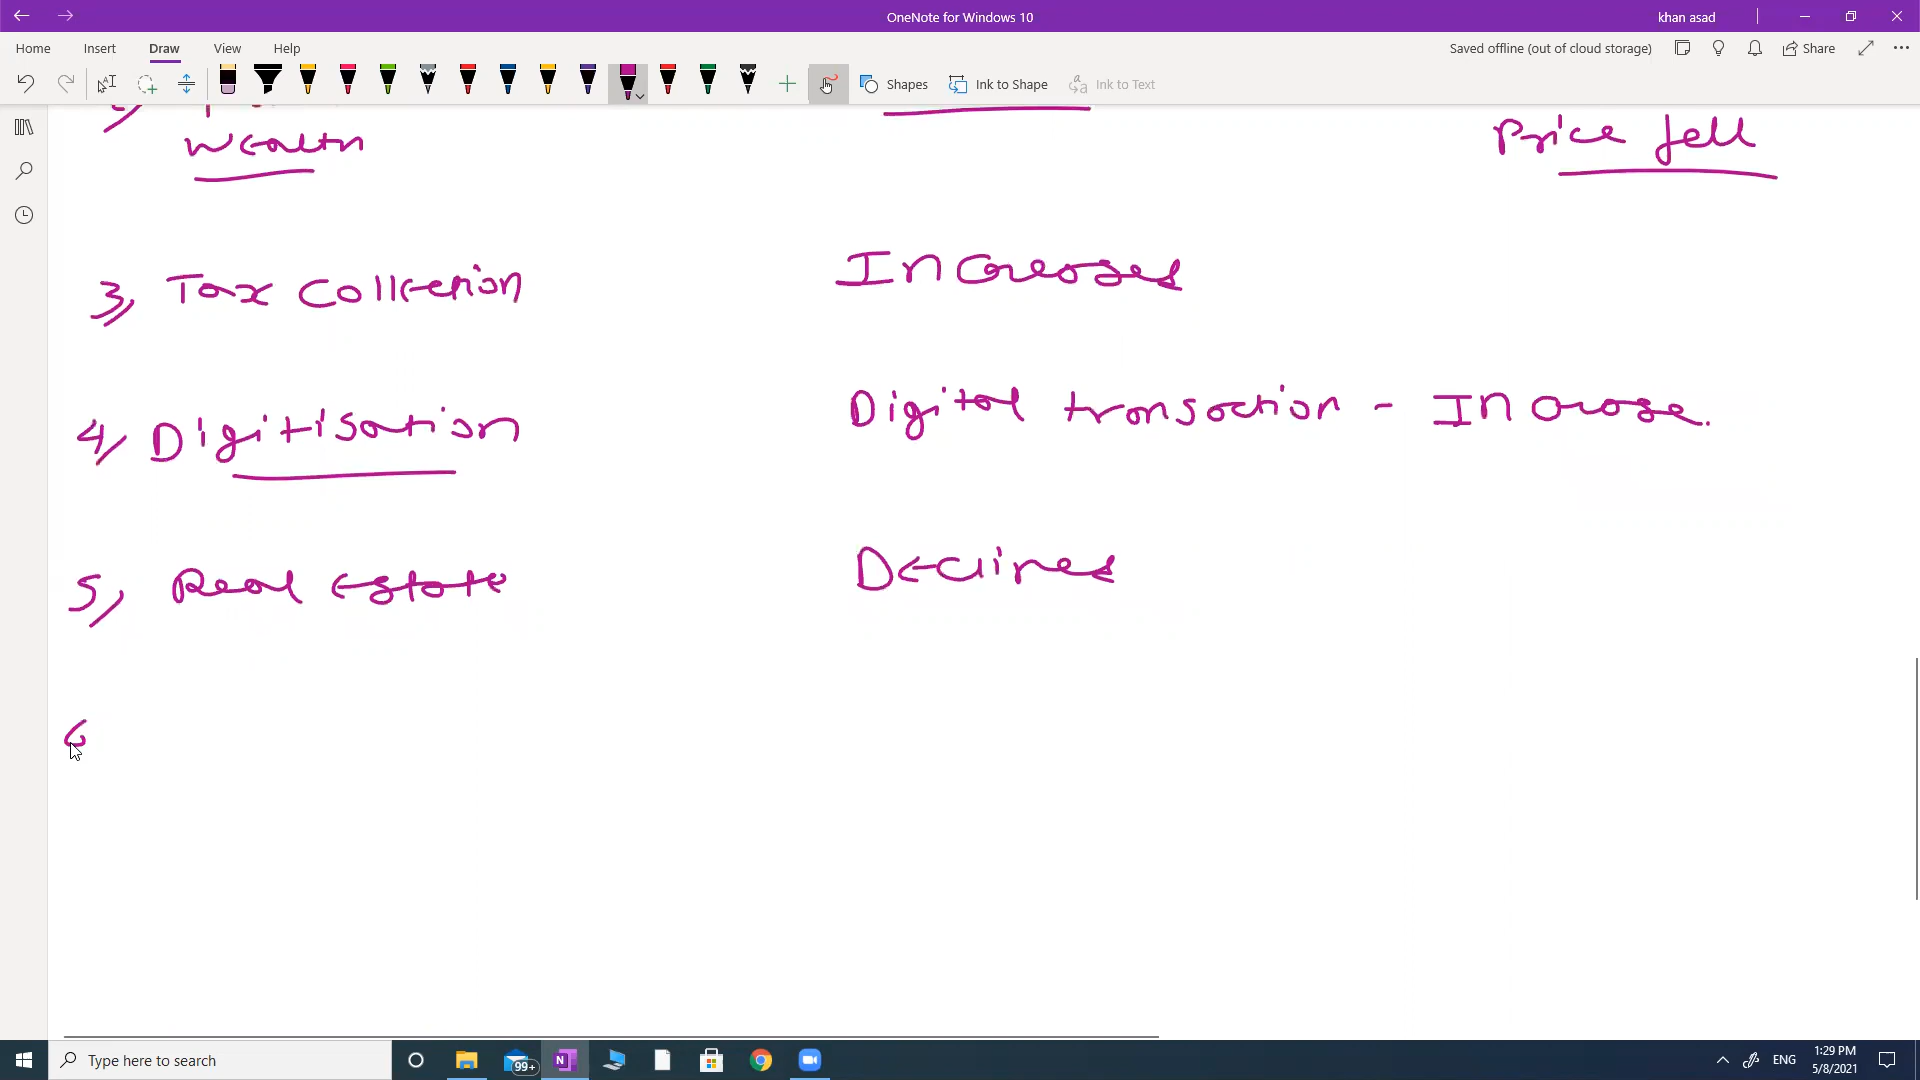 OneNote for Windows 10
khan asad
Home Insert Draw View Help
Saved offline (out of cloud storage) Share
Shapes Ink to Shape Ink to Text
Wealth
Price fell
3, Tax Collection Increases
4, Digitisation Digital transaction - Increase.
5, Real estate Declined
6
Type here to search
99+
ENG
1:29 PM
5/8/2021